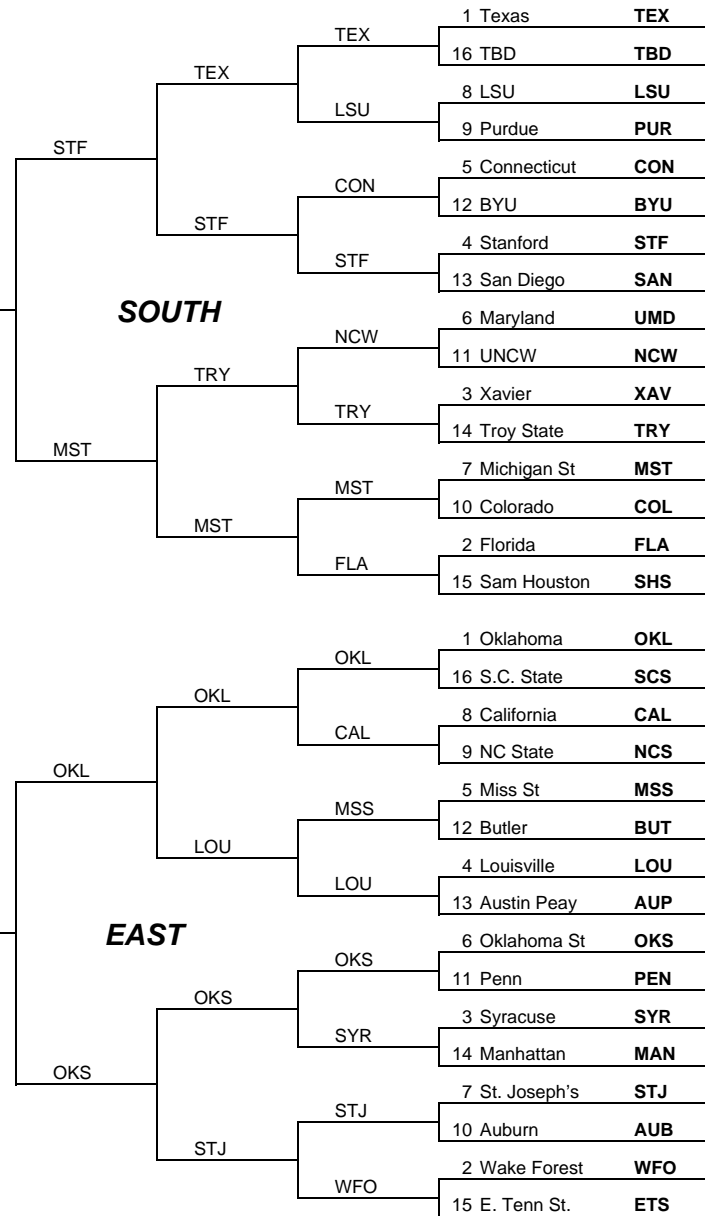 1 Texas TEX
TEX
16 TBD TBD
TEX
8 LSU LSU
LSU
9 Purdue PUR
STF
5 Connecticut CON
CON
12 BYU BYU
STF
4 Stanford STF
STF
13 San Diego SAN
SOUTH
6 Maryland UMD
NCW
11 UNCW NCW
TRY
3 Xavier XAV
TRY
14 Troy State TRY
MST
7 Michigan St MST
MST
10 Colorado COL
MST
2 Florida FLA
FLA
15 Sam Houston SHS
1 Oklahoma OKL
OKL
16 S.C. State SCS
OKL
8 California CAL
CAL
9 NC State NCS
OKL
5 Miss St MSS
MSS
12 Butler BUT
LOU
4 Louisville LOU
LOU
13 Austin Peay AUP
EAST
6 Oklahoma St OKS
OKS
11 Penn PEN
OKS
3 Syracuse SYR
SYR
14 Manhattan MAN
OKS
7 St. Joseph's STJ
STJ
10 Auburn AUB
STJ
2 Wake Forest WFO
WFO
15 E. Tenn St. ETS